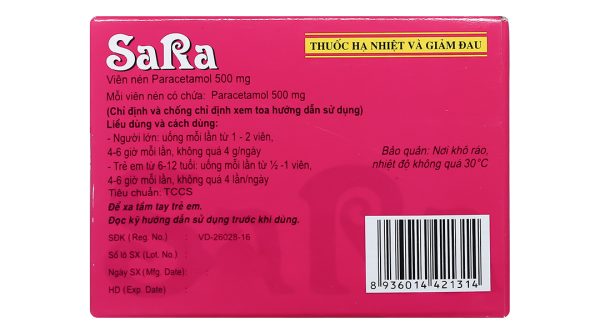 SaRa
THUỐC HẠ NHIỆT VÀ GIẢM ĐAU
Viên nén Paracetamol 500 mg
Mỗi viên nén có chứa: Paracetamol 500 mg
(Chỉ định và chống chỉ định xem toa hướng dẫn sử dụng)
Liều dùng và cách dùng:
- Người lớn: uống mỗi lần từ 1 - 2 viên,
4-6 giờ mỗi lần, không quá 4 g/ngày
- Trẻ em từ 6-12 tuổi: uống mỗi lần từ ½ -1 viên,
4-6 giờ mỗi lần, không quá 4 lần/ngày
Tiêu chuẩn: TCCS
Để xa tầm tay trẻ em.
Đọc kỹ hướng dẫn sử dụng trước khi dùng.
Bảo quản: Nơi khô ráo,
nhiệt độ không quá 30°C
SĐK (Reg. No.) : VD-26028-16
Số lô SX (Lot. No.) :
Ngày SX (Mfg. Date):
HD (Exp. Date) :
SaRa
8 936014 421314